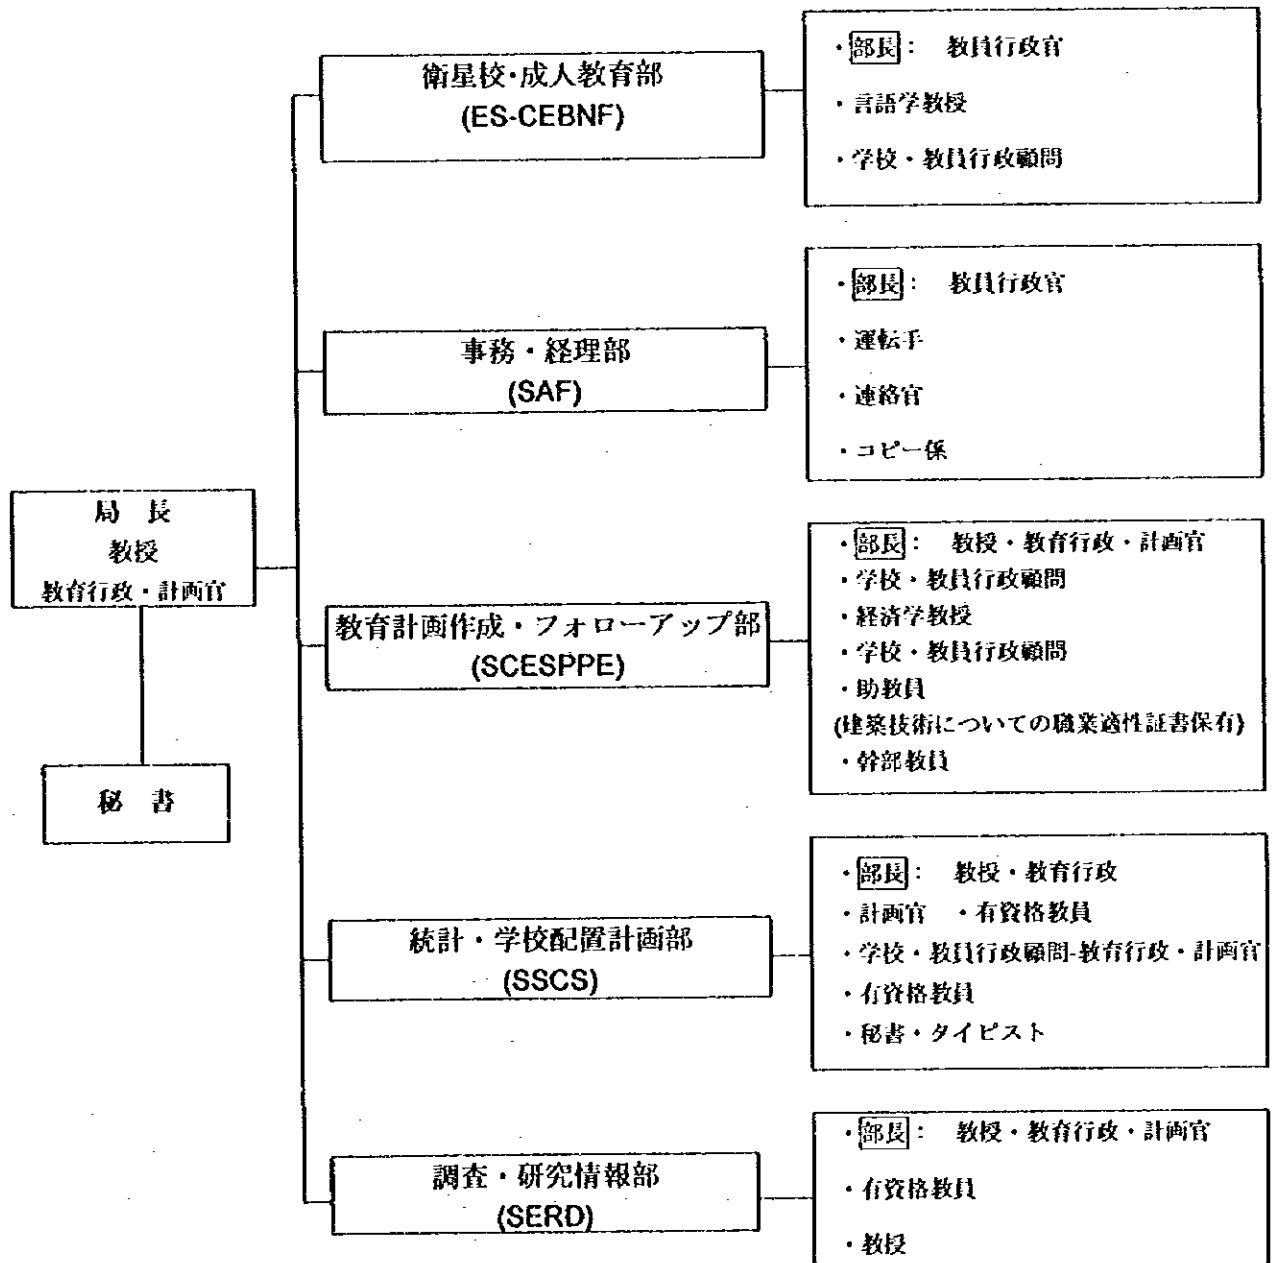 局　長
教授
教育行政・計画官
秘　書
衛星校・成人教育部
(ES-CEBNF)
・部長：　教員行政官
・言語学教授
・学校・教員行政顧問
事務・経理部
(SAF)
・部長：　教員行政官
・運転手
・連絡官
・コピー係
教育計画作成・フォローアップ部
(SCESPPE)
・部長：　教授・教育行政・計画官
・学校・教員行政顧問
・経済学教授
・学校・教員行政顧問
・助教員
(建築技術についての職業適性証書保有)
・幹部教員
統計・学校配置計画部
(SSCS)
・部長：　教授・教育行政
・計画官　・有資格教員
・学校・教員行政顧問-教育行政・計画官
・有資格教員
・秘書・タイピスト
調査・研究情報部
(SERD)
・部長：　教授・教育行政・計画官
・有資格教員
・教授